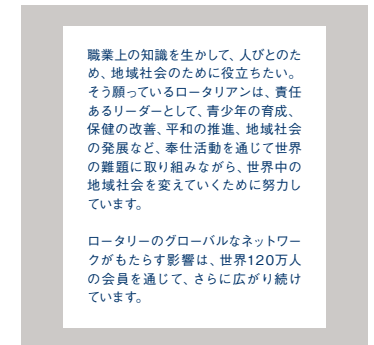 職業上の知識を生かして、人びとのた
め、地域社会のために役立ちたい。
そう願っているロータリアンは、責任
あるリーダーとして、青少年の育成、
保健の改善、平和の推進、地域社会
の発展など、奉仕活動を通じて世界
の難題に取り組みながら、世界中の
地域社会を変えていくために努力し
ています。
ロータリーのグローバルなネットワー
クがもたらす影響は、世界120万人
の会員を通じて、さらに広がり続け
ています。